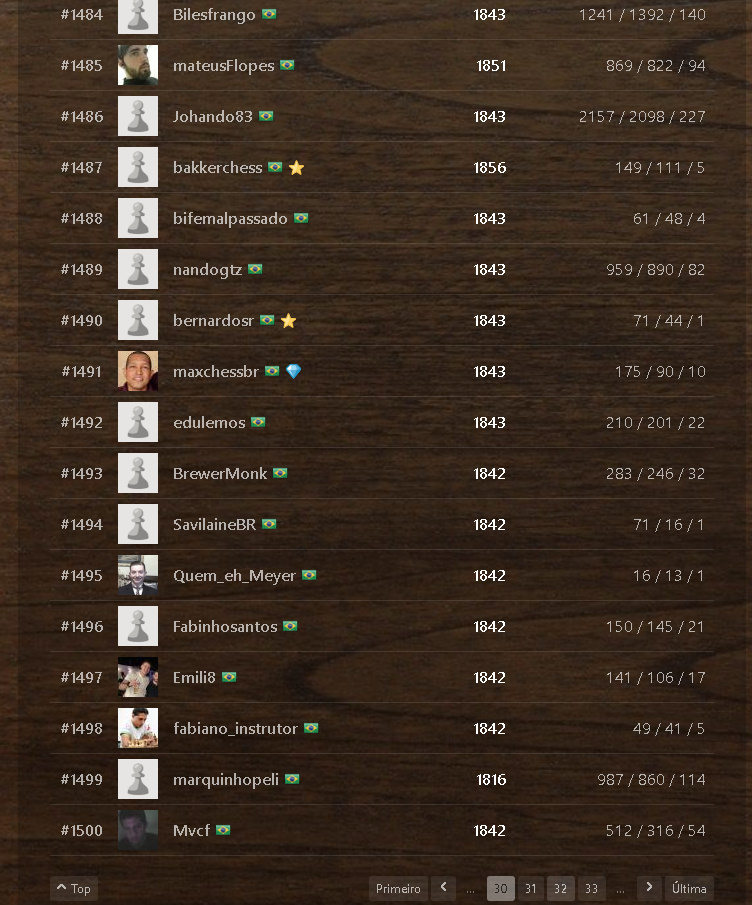 #1484 Bilesfrango 1843 1241 / 1392 / 140
#1485 mateusFlopes 1851 869 / 822 / 94
#1486 Johando83 1843 2157 / 2098 / 227
#1487 bakkerchess 1856 149 / 111 / 5
#1488 bifemalpassado 1843 61 / 48 / 4
#1489 nandogtz 1843 959 / 890 / 82
#1490 bernardosr 1843 71 / 44 / 1
#1491 maxchessbr 1843 175 / 90 / 10
#1492 edulemos 1843 210 / 201 / 22
#1493 BrewerMonk 1842 283 / 246 / 32
#1494 SavilaineBR 1842 71 / 16 / 1
#1495 Quem_eh_Meyer 1842 16 / 13 / 1
#1496 Fabinhosantos 1842 150 / 145 / 21
#1497 Emili8 1842 141 / 106 / 17
#1498 fabiano_instrutor 1842 49 / 41 / 5
#1499 marquinhopeli 1816 987 / 860 / 114
#1500 Mvcf 1842 512 / 316 / 54
Top Primeiro ... 30 31 32 33 ... Última